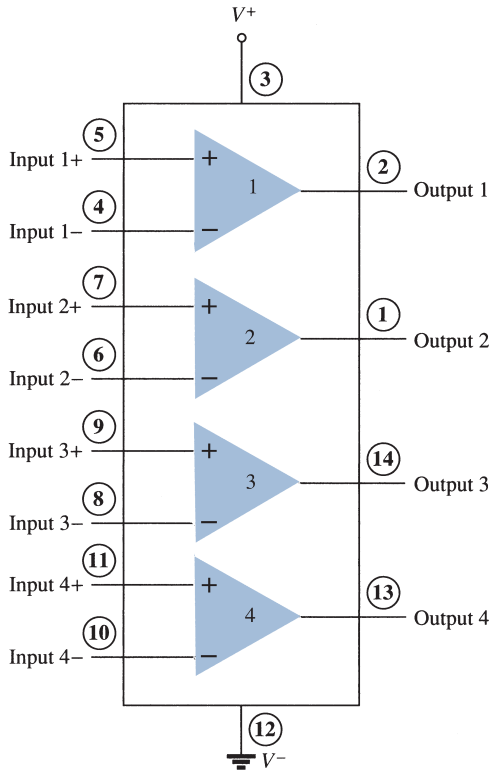 V+
3
5
Input 1+
+
1
2
Output 1
4
Input 1−
−
7
Input 2+
+
2
1
Output 2
6
Input 2−
−
9
Input 3+
+
3
14
Output 3
8
Input 3−
−
11
Input 4+
+
4
13
Output 4
10
Input 4−
−
12
V−